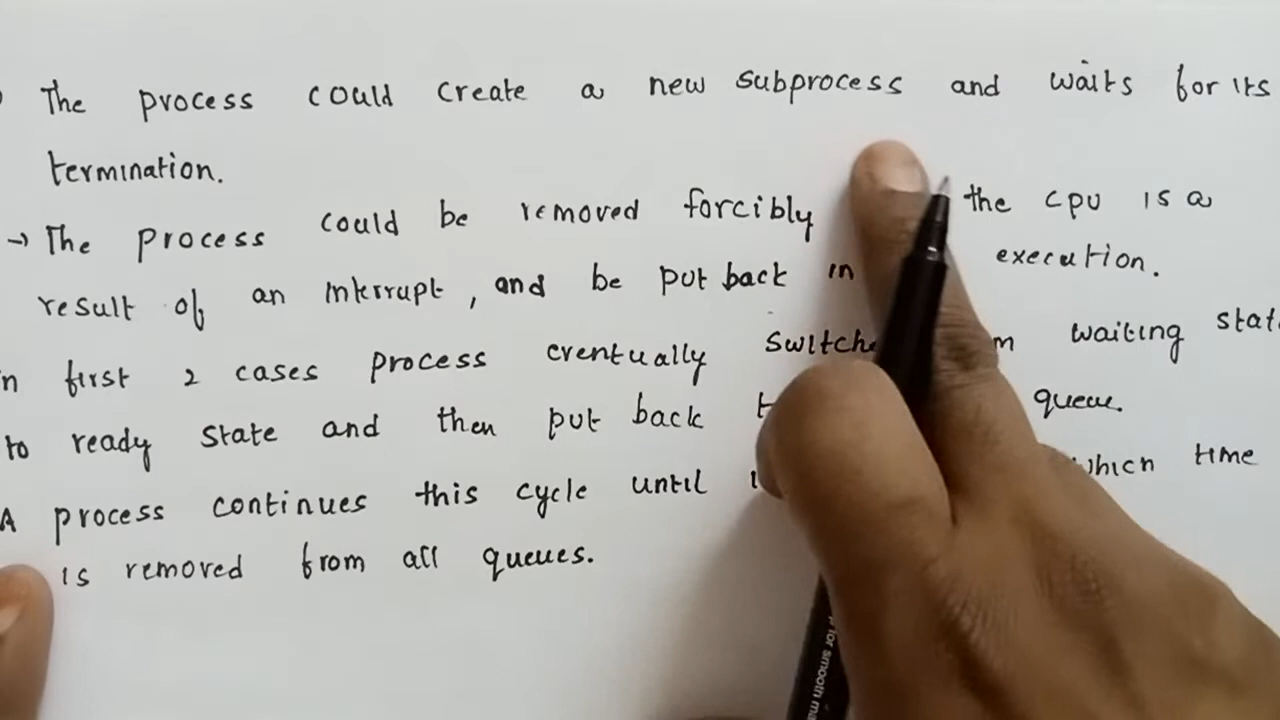 The process could create a new subprocess and waits for its
termination.
→ The process could be removed forcibly the cpu is a
result of an interrupt, and be put back in execution.
n first 2 cases process eventually switche m waiting stat
to ready state and then put back t queue.
A process continues this cycle until which time
is removed from all queues.
for smooth